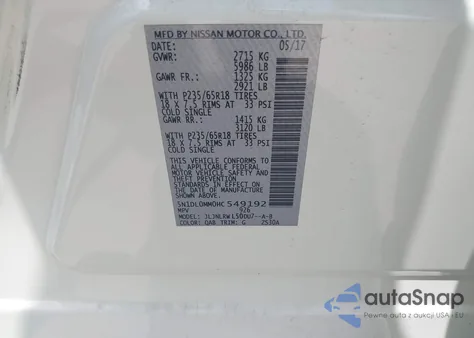 MFD BY NISSAN MOTOR CO., LTD.
DATE: 05/17
GVWR: 2715 KG
5986 LB
GAWR FR.: 1325 KG
2921 LB
WITH P235/65R18 TIRES
18 X 7.5 RIMS AT 33 PSI
COLD SINGLE
GAWR RR.: 1415 KG
3120 LB
WITH P235/65R18 TIRES
18 X 7.5 RIMS AT 33 PSI
COLD SINGLE
THIS VEHICLE CONFORMS TO
ALL APPLICABLE FEDERAL
MOTOR VEHICLE SAFETY
AND THEFT PREVENTION
STANDARDS IN EFFECT ON
THE DATE OF MANUFACTURE
SHOWN ABOVE.
5N1DL0MM0HC 549192
MPV 926
COLOR: QAB TRIM: G
autoSnap
Pewne auta z aukcji USA i EU